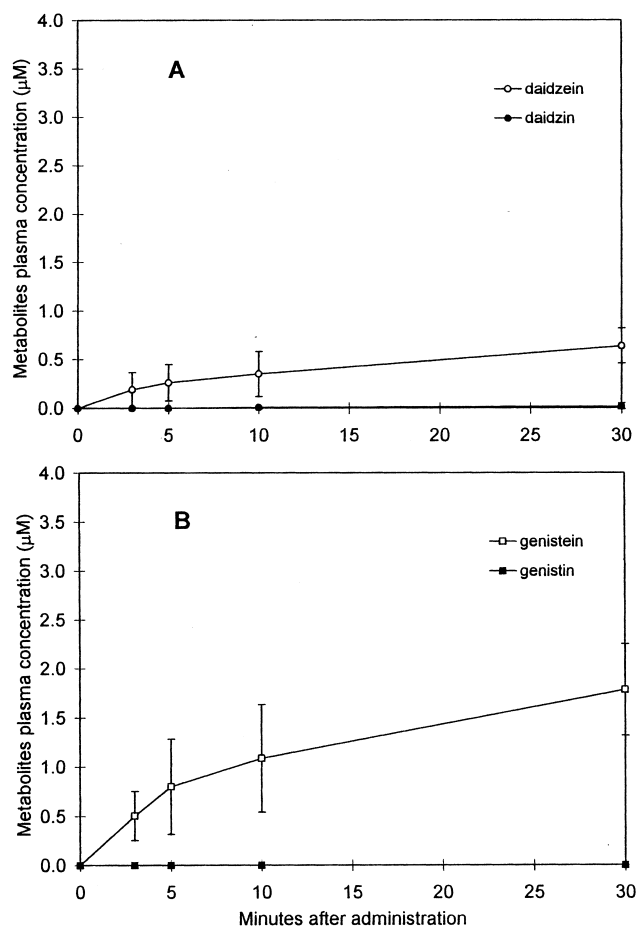 Metabolites plasma concentration (µM)
4.0
3.5
3.0
2.5
2.0
1.5
1.0
0.5
0.0
A
daidzein
daidzin
0 5 10 15 20 25 30
Metabolites plasma concentration (µM)
4.0
3.5
3.0
2.5
2.0
1.5
1.0
0.5
0.0
B
genistein
genistin
0 5 10 15 20 25 30
Minutes after administration